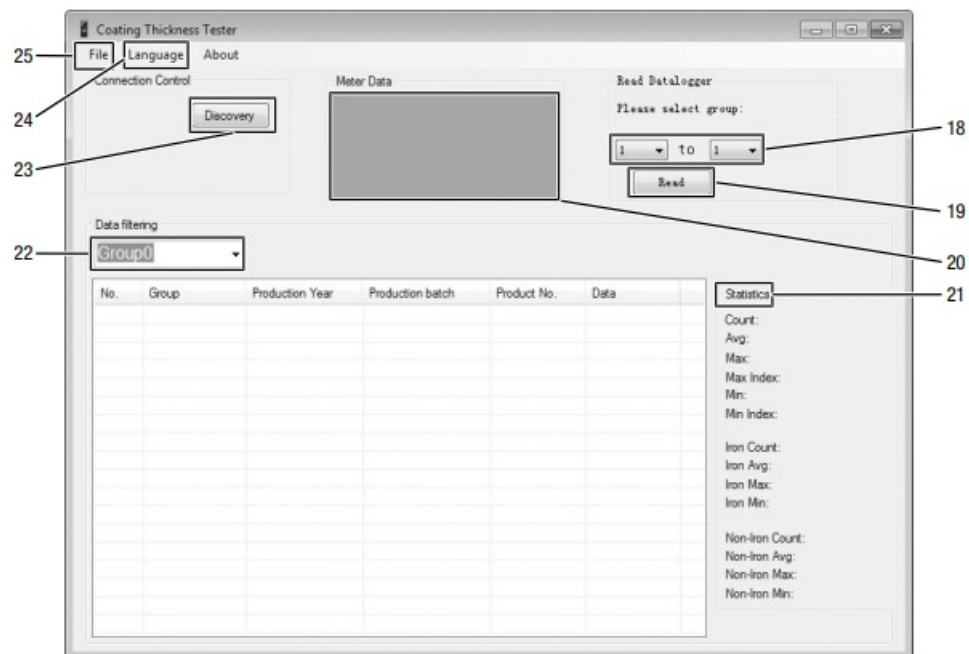 Coating Thickness Tester
25 File Language About
24
Connection Control
Discovery
23
Meter Data
Read Datalogger
Please select group:
1 to 1 18
Read
19
20
Data filtering
22 Group0
No. Group Production Year Production batch Product No. Data
Statistics 21
Count:
Avg:
Max:
Max Index:
Min:
Min Index:
Iron Count:
Iron Avg:
Iron Max:
Iron Min:
Non-Iron Count:
Non-Iron Avg:
Non-Iron Max:
Non-Iron Min: